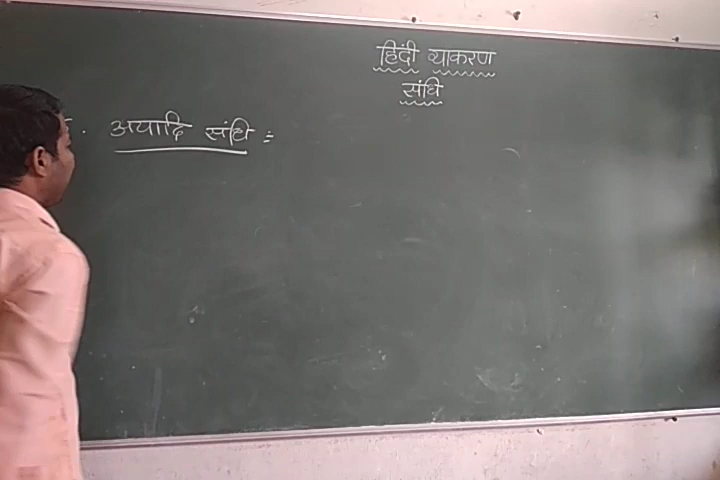 हिंदी व्याकरण
संधि
अयादि संधि :-